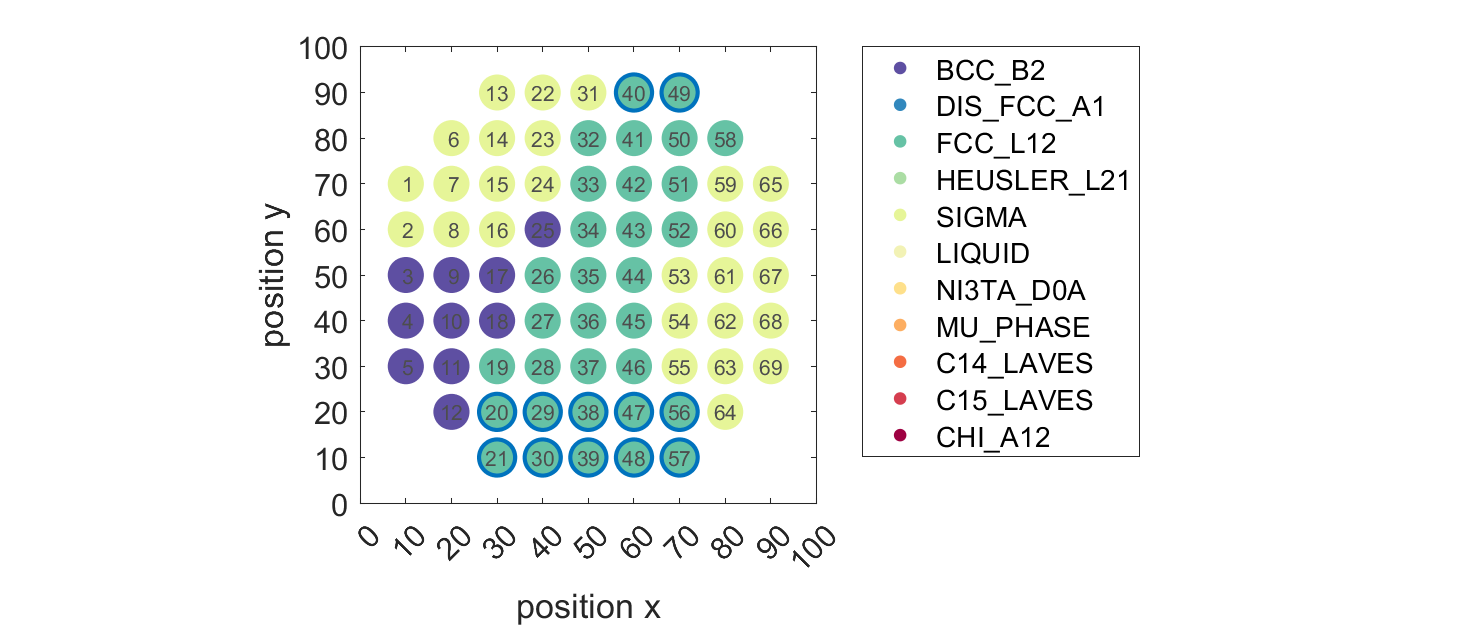 100
90
80
70
60
50
40
30
20
10
0
position y
13 22 31 40 49
6 14 23 32 41 50 58
1 7 15 24 33 42 51 59 65
2 8 16 25 34 43 52 60 66
3 9 17 26 35 44 53 61 67
4 10 18 27 36 45 54 62 68
5 11 19 28 37 46 55 63 69
12 20 29 38 47 56 64
21 30 39 48 57
0 10 20 30 40 50 60 70 80 90 100
position x
BCC_B2
DIS_FCC_A1
FCC_L12
HEUSLER_L21
SIGMA
LIQUID
NI3TA_D0A
MU_PHASE
C14_LAVES
C15_LAVES
CHI_A12